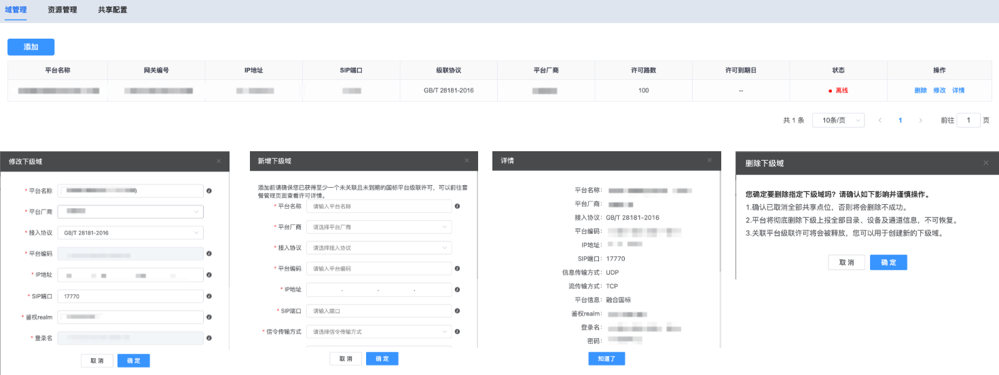 域管理 资源管理 共享配置
添加
平台名称 网关编号 IP地址 SIP端口 级联协议 平台厂商 许可路数 许可到期日 状态 操作
GB/T 28181-2016 100 -- 离线 删除 修改 详情
共 1 条 10条/页 1 前往 1 页
修改下级域
* 平台名称
* 平台厂商
* 接入协议 GB/T 28181-2016
* 平台编码
* IP地址
* SIP端口 17770
* 鉴权realm
* 登录名
取 消 确 定
新增下级域
添加前请确保您已获得至少一个未关联且未到期的国标平台级联许可，可以前往套
餐管理页面查看许可详情。
* 平台名称 请输入平台名称
* 平台厂商 请选择平台厂商
* 接入协议 请选择接入协议
* 平台编码 请输入平台编码
* IP地址 . . .
* SIP端口 请输入端口
* 信令传输方式 请选择信令传输方式
取 消 确 定
详情
平台名称：
平台厂商：
接入协议：GB/T 28181-2016
平台编码：
IP地址：
SIP端口：17770
信息传输方式：UDP
流传输方式：TCP
平台信息：融合国标
鉴权realm：
登录名：
密码：
知道了
删除下级域
您确定要删除指定下级域吗？请确认如下影响并谨慎操作。
1.确认已取消全部共享点位，否则将会删除不成功。
2.平台将彻底删除下级上报全部目录、设备及通道信息，不可恢复。
3.关联平台级联许可将会被释放，您可以用于创建新的下级域。
取 消 确 定